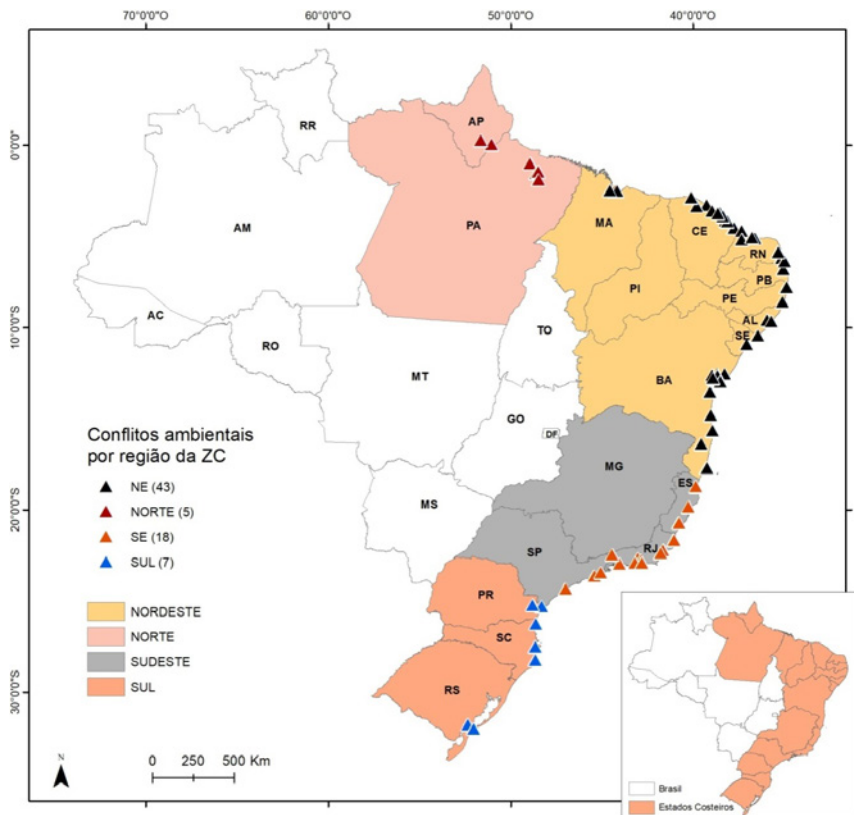 70°0'0"O 60°0'0"O 50°0'0"O 40°0'0"O
0°0'0"
10°0'0"S
20°0'0"S
30°0'0"S
RR
AP
AM
PA
MA
CE
RN
PB
PE
PI
AL
SE
AC
RO
TO
MT
BA
GO
DF
MG
ES
MS
SP
RJ
PR
SC
RS
Conflitos ambientais
por região da ZC
NE (43)
NORTE (5)
SE (18)
SUL (7)
NORDESTE
NORTE
SUDESTE
SUL
N
0 250 500 Km
Brasil
Estados Costeiros